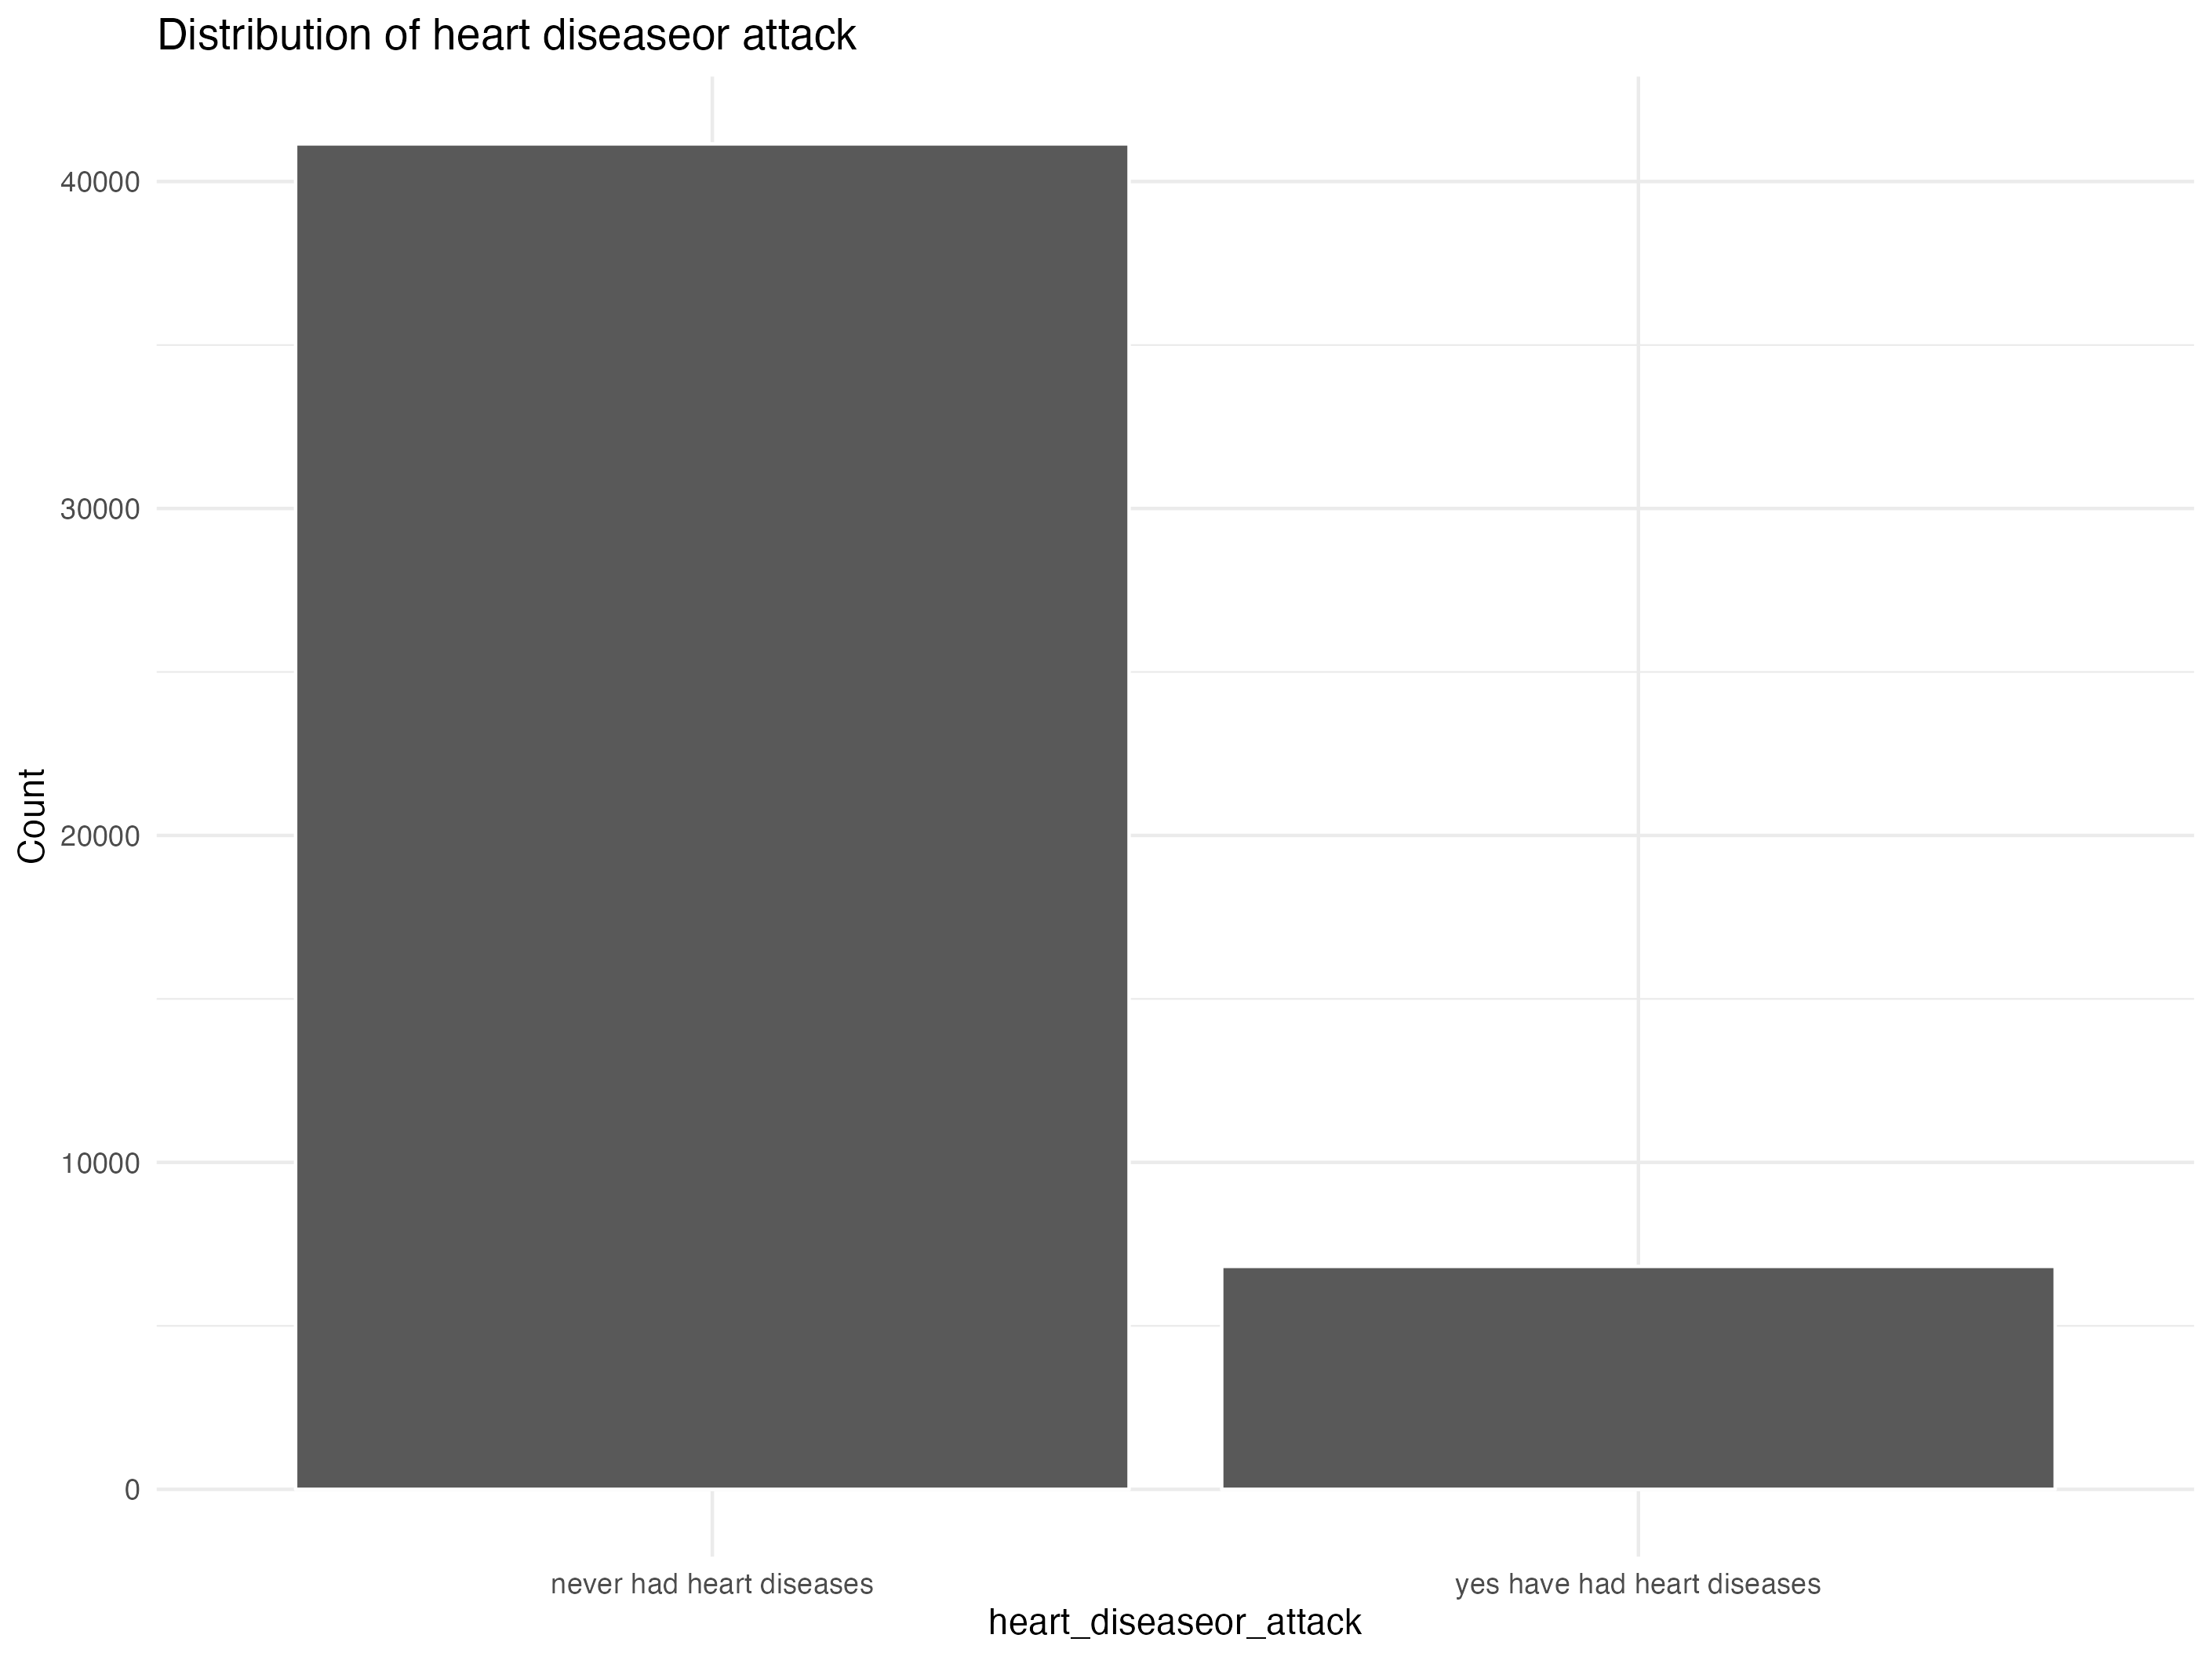 Distribution of heart diseaseor attack
Count
40000
30000
20000
10000
0
never had heart diseases
yes have had heart diseases
heart_diseaseor_attack